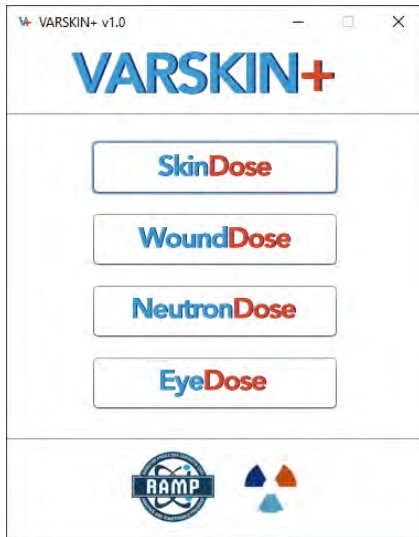 VARSKIN+ v1.0
VARSKIN+
SkinDose
WoundDose
NeutronDose
EyeDose
RAMP